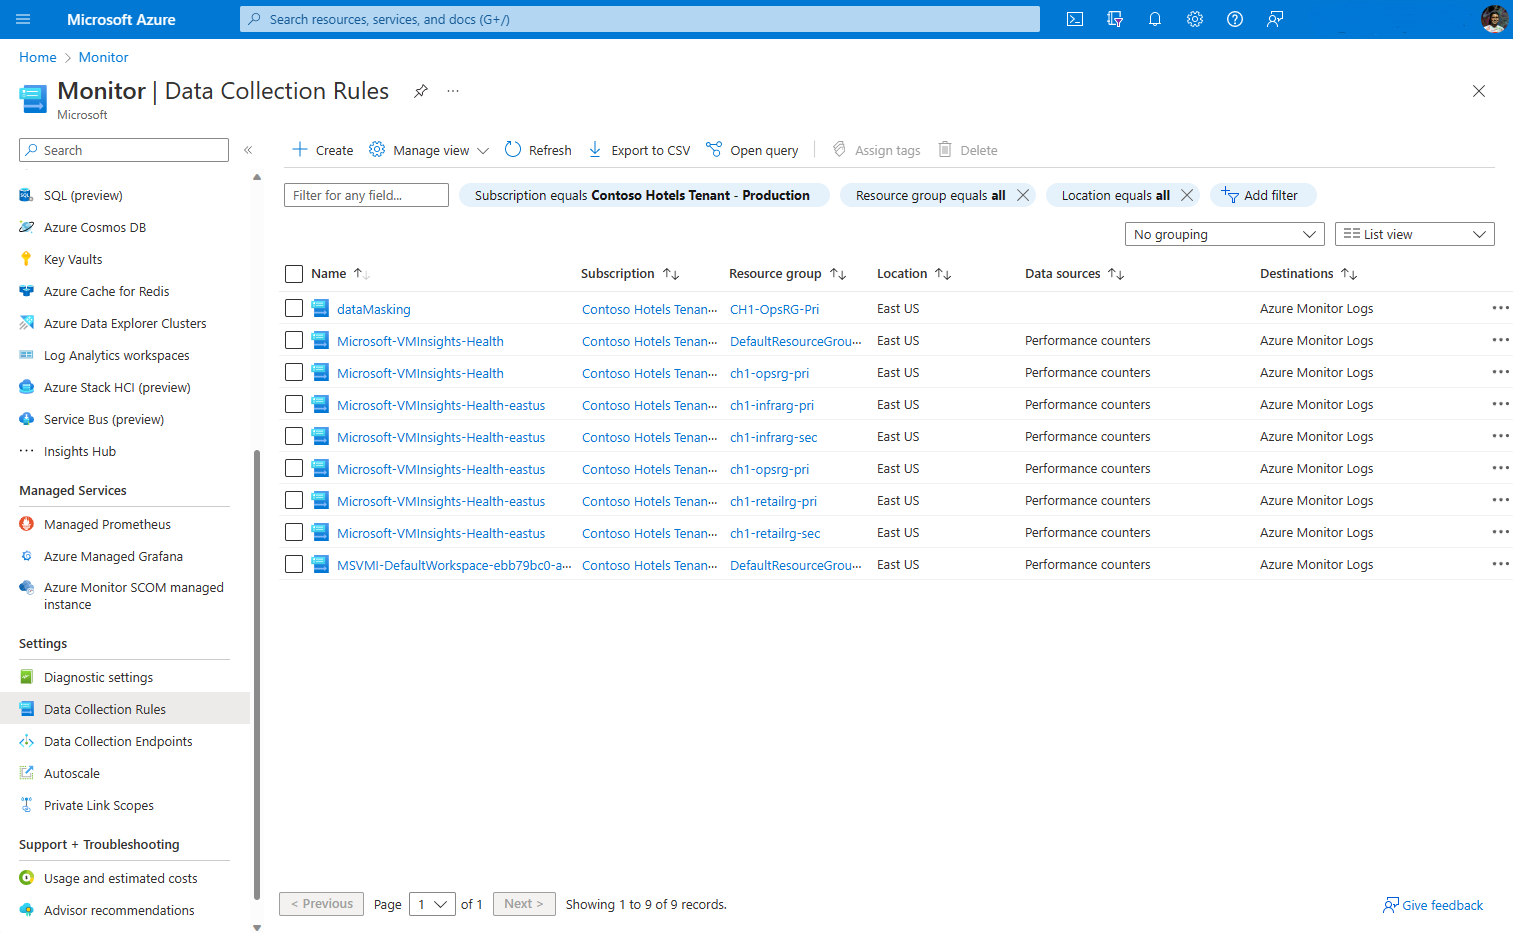 Microsoft Azure
Search resources, services, and docs (G+/)
Home > Monitor
Monitor | Data Collection Rules
Microsoft
Search
SQL (preview)
Azure Cosmos DB
Key Vaults
Azure Cache for Redis
Azure Data Explorer Clusters
Log Analytics workspaces
Azure Stack HCI (preview)
Service Bus (preview)
Insights Hub
Managed Services
Managed Prometheus
Azure Managed Grafana
Azure Monitor SCOM managed
instance
Settings
Diagnostic settings
Data Collection Rules
Data Collection Endpoints
Autoscale
Private Link Scopes
Support + Troubleshooting
Usage and estimated costs
Advisor recommendations
Create Manage view Refresh Export to CSV Open query Assign tags Delete
Filter for any field... Subscription equals Contoso Hotels Tenant - Production Resource group equals all Location equals all Add filter
No grouping List view
Name Subscription Resource group Location Data sources Destinations
dataMasking Contoso Hotels Tenan... CH1-OpsRG-Pri East US Azure Monitor Logs
Microsoft-VMInsights-Health Contoso Hotels Tenan... DefaultResourceGrou... East US Performance counters Azure Monitor Logs
Microsoft-VMInsights-Health Contoso Hotels Tenan... ch1-opsrg-pri East US Performance counters Azure Monitor Logs
Microsoft-VMInsights-Health-eastus Contoso Hotels Tenan... ch1-infrarg-pri East US Performance counters Azure Monitor Logs
Microsoft-VMInsights-Health-eastus Contoso Hotels Tenan... ch1-infrarg-sec East US Performance counters Azure Monitor Logs
Microsoft-VMInsights-Health-eastus Contoso Hotels Tenan... ch1-opsrg-pri East US Performance counters Azure Monitor Logs
Microsoft-VMInsights-Health-eastus Contoso Hotels Tenan... ch1-retailrg-pri East US Performance counters Azure Monitor Logs
Microsoft-VMInsights-Health-eastus Contoso Hotels Tenan... ch1-retailrg-sec East US Performance counters Azure Monitor Logs
MSVMI-DefaultWorkspace-ebb79bc0-a... Contoso Hotels Tenan... DefaultResourceGrou... East US Performance counters Azure Monitor Logs
< Previous Page 1 of 1 Next > Showing 1 to 9 of 9 records.
Give feedback